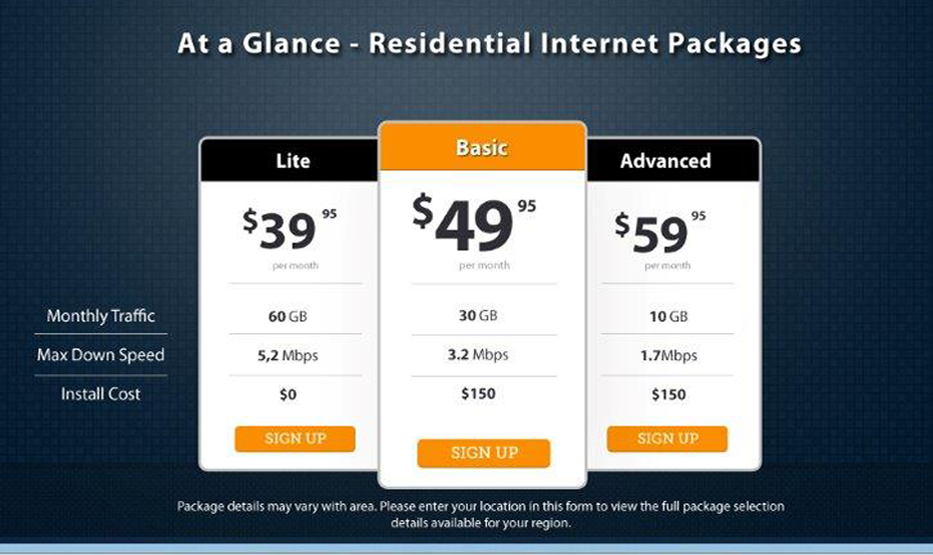 At a Glance - Residential Internet Packages
Lite
Basic
Advanced
$39 95
$49 95
$59 95
per month
per month
per month
Monthly Traffic
60 GB
30 GB
10 GB
Max Down Speed
5,2 Mbps
3.2 Mbps
1.7Mbps
Install Cost
$0
$150
$150
SIGN UP
SIGN UP
SIGN UP
Package details may vary with area. Please enter your location in this form to view the full package selection
details available for your region.